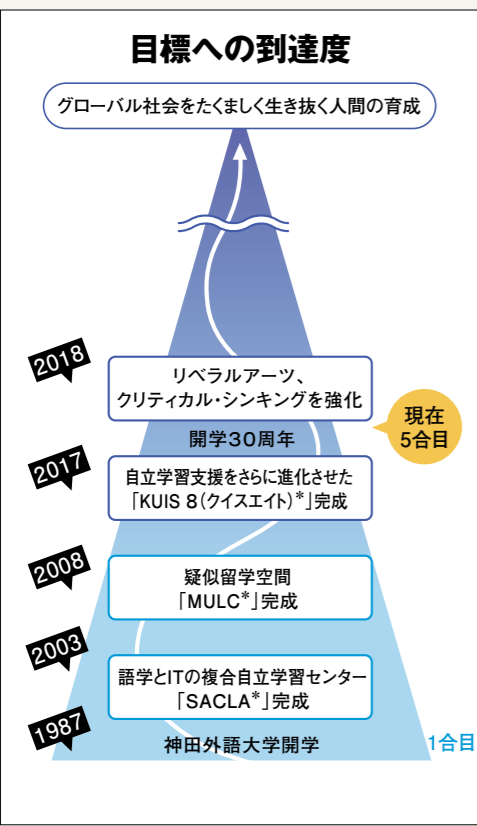 目標への到達度
グローバル社会をたくましく生き抜く人間の育成
2018
リベラルアーツ、
クリティカル・シンキングを強化
現在
5合目
開学30周年
2017
自立学習支援をさらに進化させた
「KUIS 8(クイスエイト)*」完成
2008
疑似留学空間
「MULC*」完成
2003
語学とITの複合自立学習センター
「SACLA*」完成
1987
神田外語大学開学
1合目